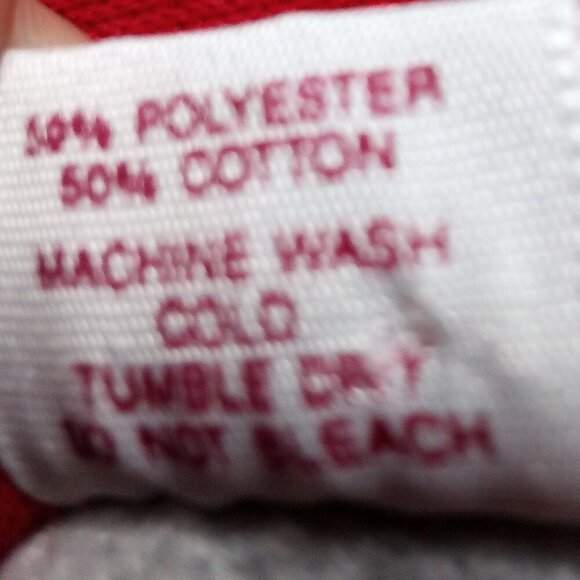 50% POLYESTER
50% COTTON
MACHINE WASH
COLD
TUMBLE DRY
DO NOT BLEACH